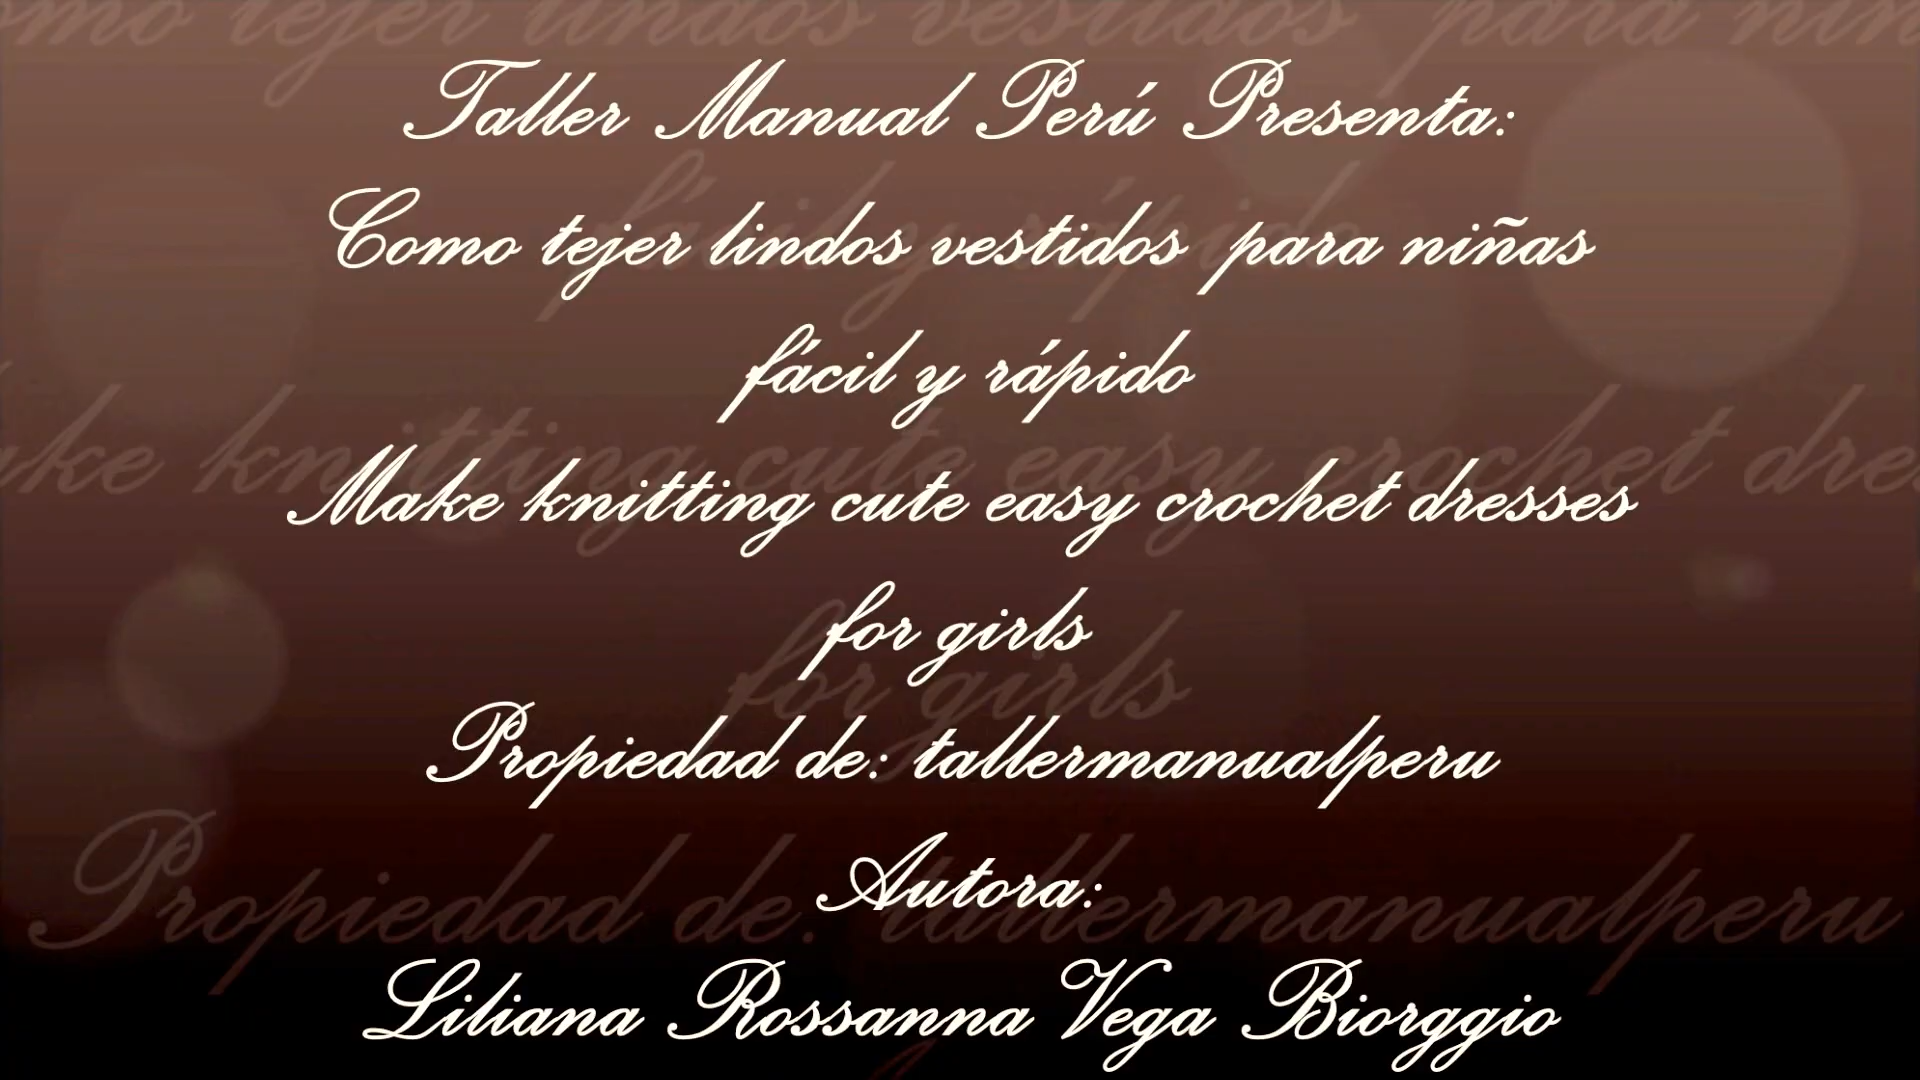 Taller Manual Perú Presenta:
Como tejer lindos vestidos para niñas
fácil y rápido
Make knitting cute easy crochet dresses
for girls
Propiedad de: tallermanualperu
Autora:
Liliana Rossanna Vega Biorggio